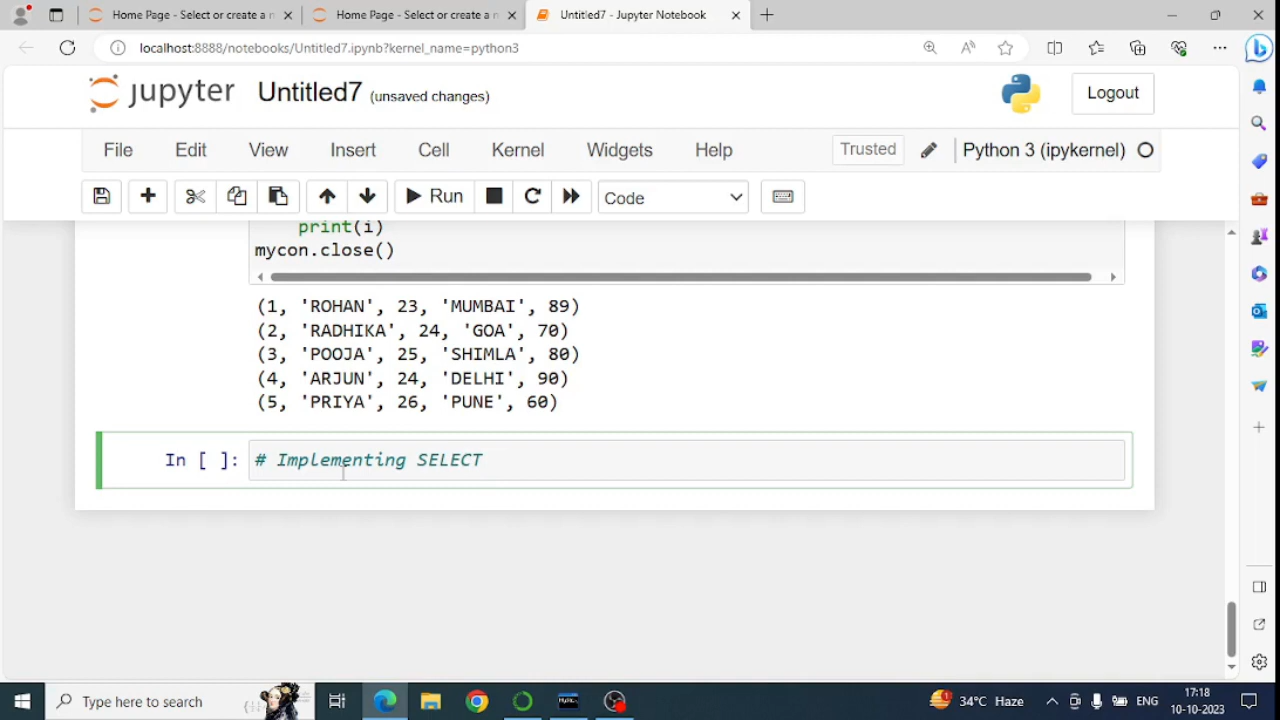 Home Page - Select or create a n
Home Page - Select or create a n
Untitled7 - Jupyter Notebook
localhost:8888/notebooks/Untitled7.ipynb?kernel_name=python3
jupyter Untitled7 (unsaved changes)
Logout
File Edit View Insert Cell Kernel Widgets Help
Trusted
Python 3 (ipykernel)
Run
Code
print(i)
mycon.close()
(1, 'ROHAN', 23, 'MUMBAI', 89)
(2, 'RADHIKA', 24, 'GOA', 70)
(3, 'POOJA', 25, 'SHIMLA', 80)
(4, 'ARJUN', 24, 'DELHI', 90)
(5, 'PRIYA', 26, 'PUNE', 60)
In [ ]: # Implementing SELECT
Type here to search
34°C Haze
ENG
17:18
10-10-2023